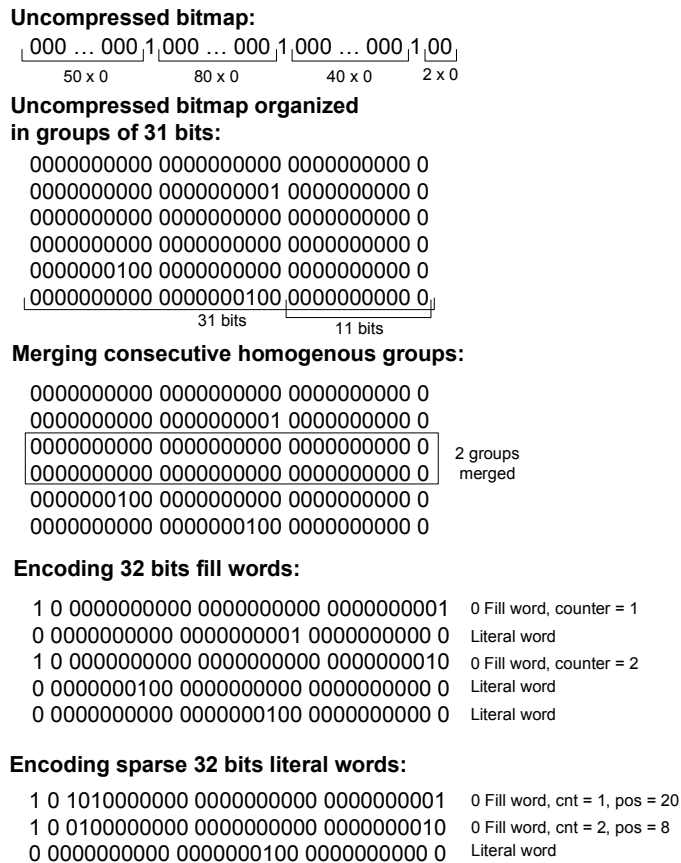 Uncompressed bitmap:
000 … 000 1 000 … 000 1 000 … 000 1 00
50 x 0 80 x 0 40 x 0 2 x 0
Uncompressed bitmap organized
in groups of 31 bits:
0000000000 0000000000 0000000000 0
0000000000 0000000001 0000000000 0
0000000000 0000000000 0000000000 0
0000000000 0000000000 0000000000 0
0000000100 0000000000 0000000000 0
0000000000 0000000100 0000000000 0
31 bits 11 bits
Merging consecutive homogenous groups:
0000000000 0000000000 0000000000 0
0000000000 0000000001 0000000000 0
0000000000 0000000000 0000000000 0
0000000000 0000000000 0000000000 0
2 groups
merged
0000000100 0000000000 0000000000 0
0000000000 0000000100 0000000000 0
Encoding 32 bits fill words:
1 0 0000000000 0000000000 0000000001 0 Fill word, counter = 1
0 0000000000 0000000001 0000000000 0 Literal word
1 0 0000000000 0000000000 0000000010 0 Fill word, counter = 2
0 0000000100 0000000000 0000000000 0 Literal word
0 0000000000 0000000100 0000000000 0 Literal word
Encoding sparse 32 bits literal words:
1 0 1010000000 0000000000 0000000001 0 Fill word, cnt = 1, pos = 20
1 0 0100000000 0000000000 0000000010 0 Fill word, cnt = 2, pos = 8
0 0000000000 0000000100 0000000000 0 Literal word